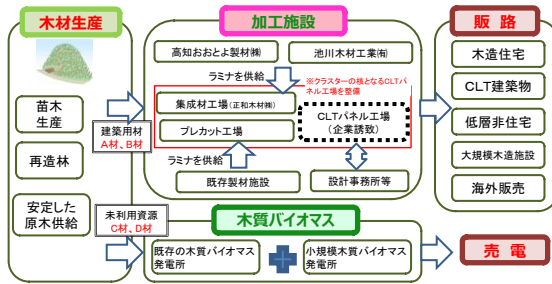 木材生産
苗木
生産
再造林
安定した
原木供給
建築用材
A材、B材
未利用資源
C材、D材
加工施設
高知おおとよ製材㈱
池川木材工業㈲
ラミナを供給
※クラスターの核となるCLTパ
ネル工場を整備
集成材工場(正和木材㈱)
プレカット工場
CLTパネル工場
(企業誘致)
ラミナを供給
既存製材施設
設計事務所等
木質バイオマス
既存の木質バイオマス
発電所
小規模木質バイオマス
発電所
販路
木造住宅
CLT建築物
低層非住宅
大規模木造施設
海外販売
売電